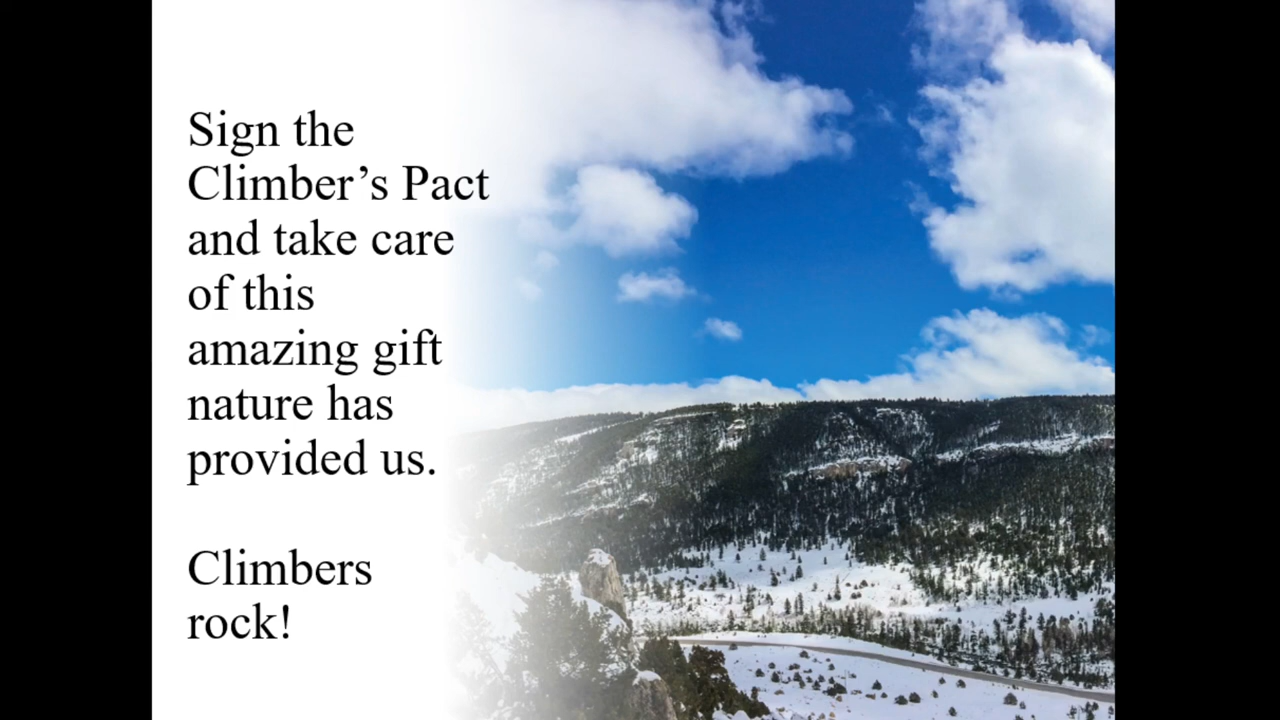 Sign the
Climber’s Pact
and take care
of this
amazing gift
nature has
provided us.
Climbers
rock!